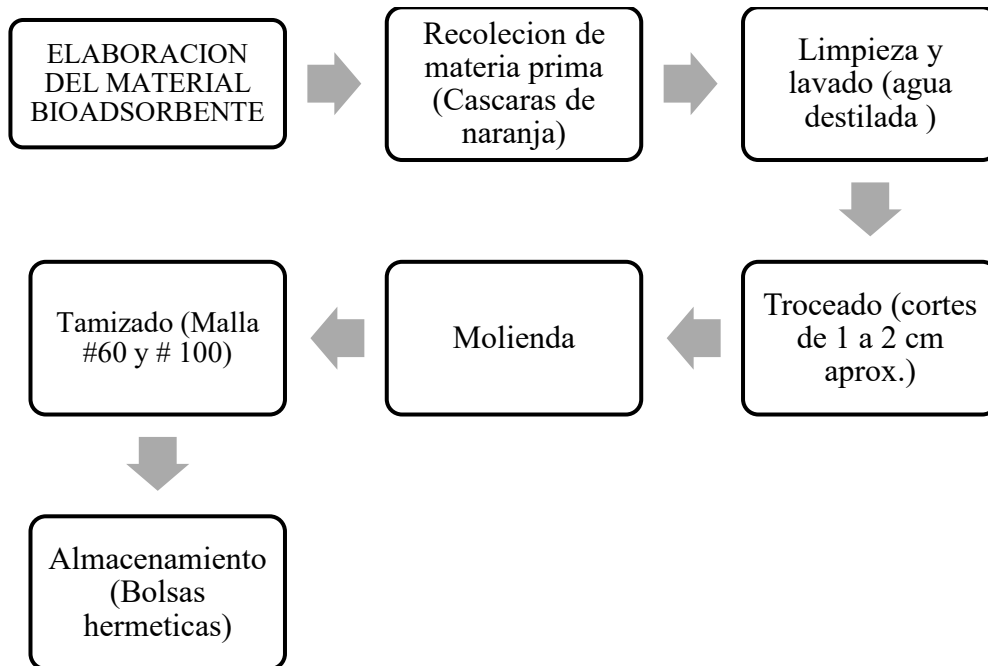 ELABORACION
DEL MATERIAL
BIOADSORBENTE
Recolecion de
materia prima
(Cascaras de
naranja)
Limpieza y
lavado (agua
destilada )
Troceado (cortes
de 1 a 2 cm
aprox.)
Molienda
Tamizado (Malla
#60 y # 100)
Almacenamiento
(Bolsas
hermeticas)